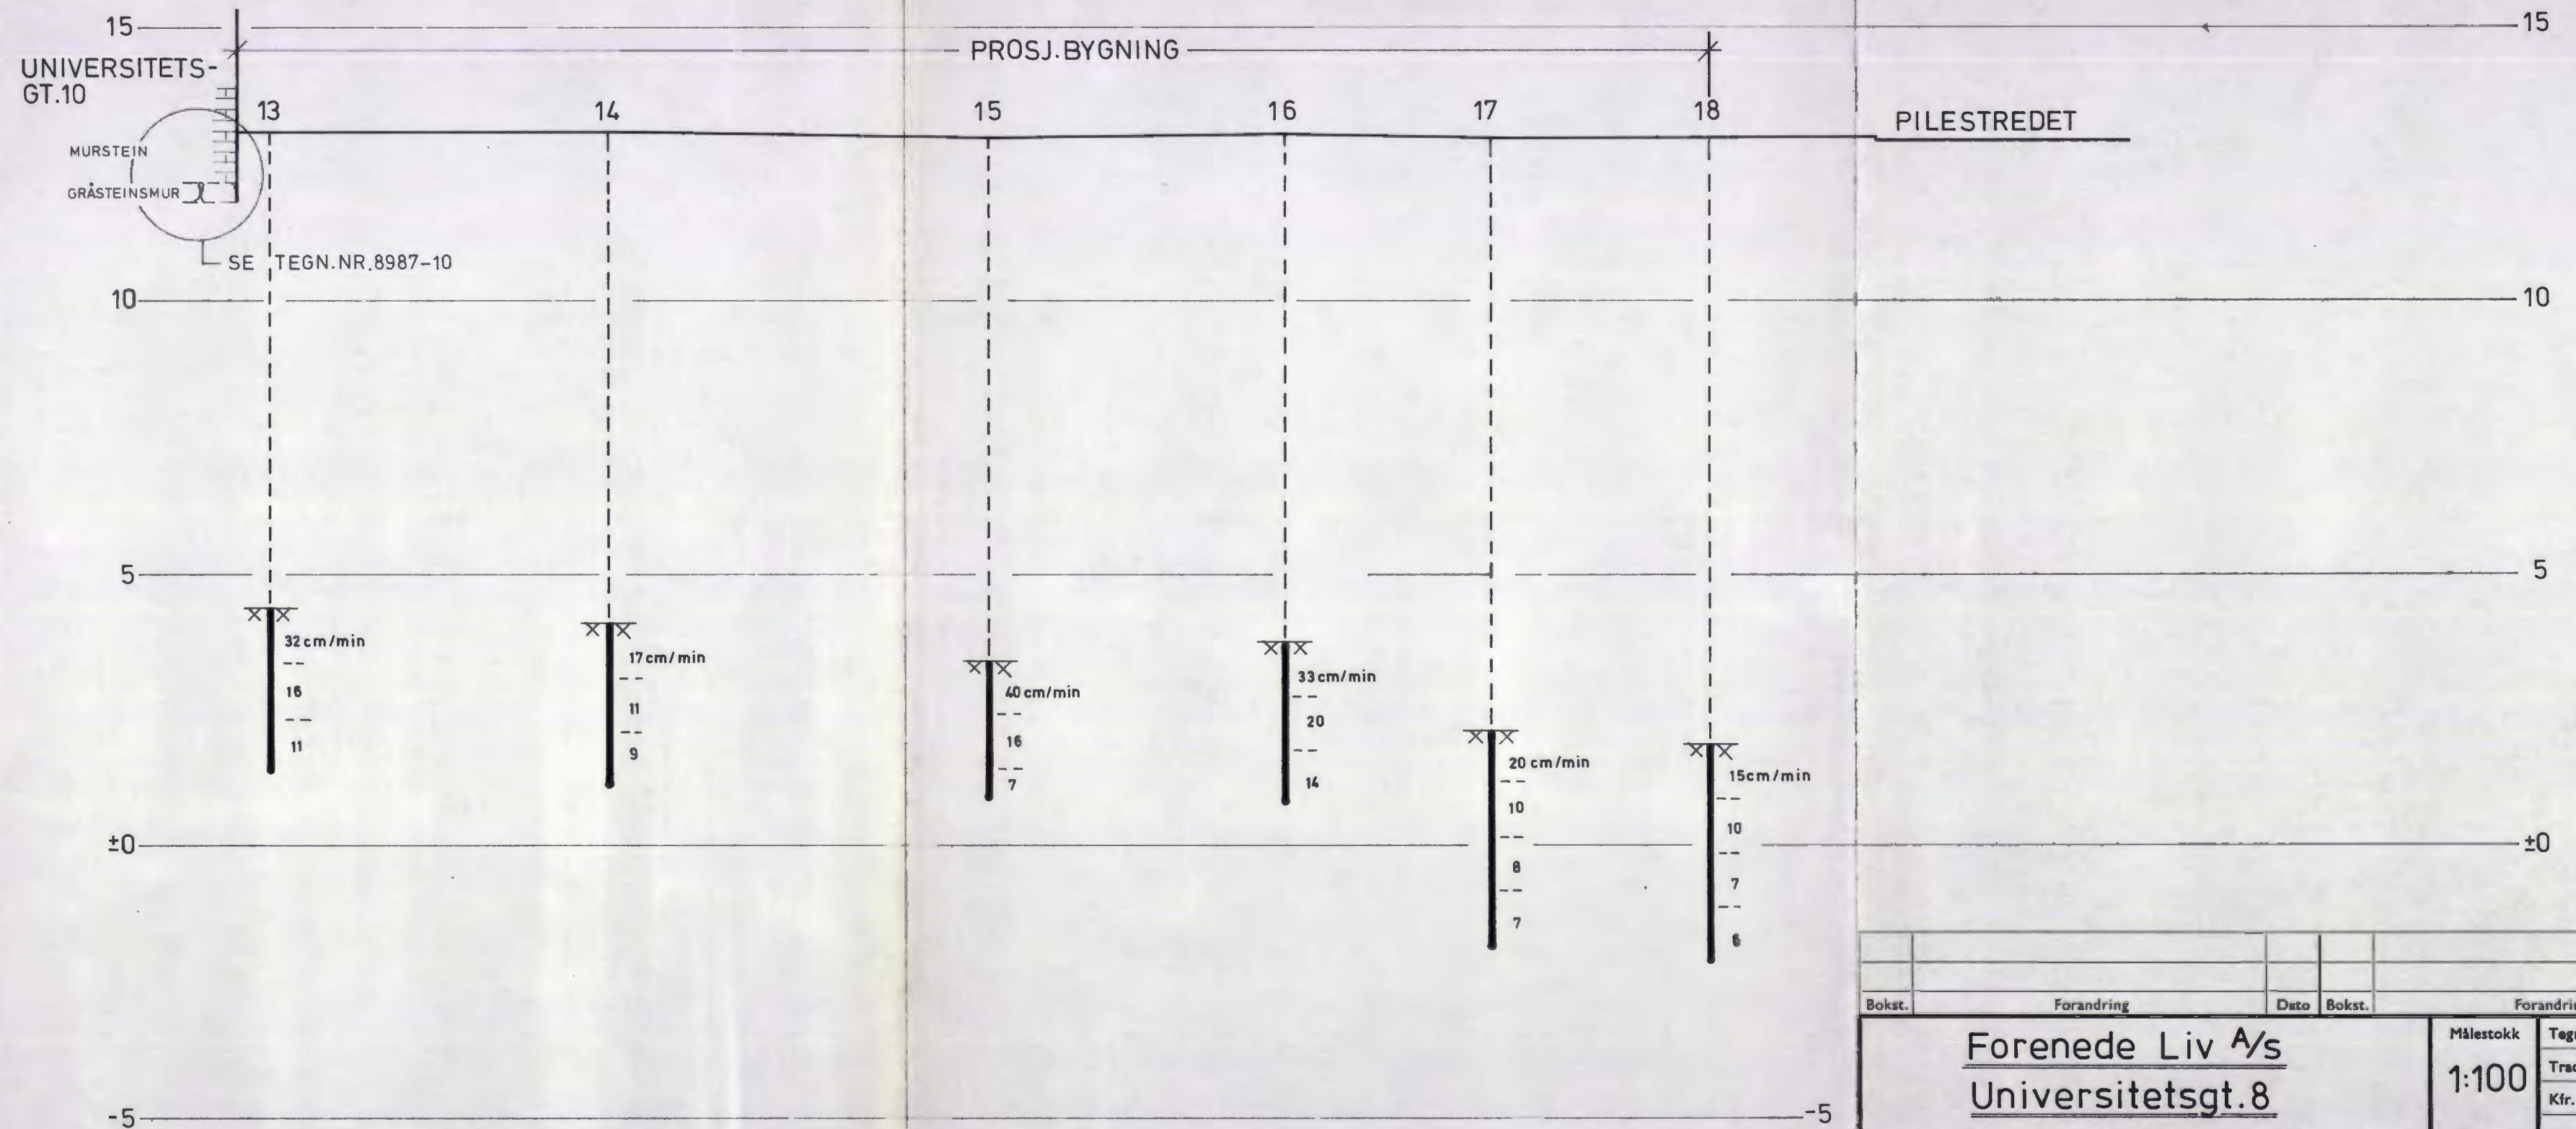 15
15
PROSJ.BYGNING
UNIVERSITETS-
GT.10
13
14
15
16
17
18
PILESTREDET
MURSTEIN
GRÅSTEINSMUR
SE TEGN.NR.8987-10
10
10
5
5
32 cm/min
16
11
17 cm/min
11
9
40 cm/min
16
7
33 cm/min
20
14
20 cm/min
10
8
7
15 cm/min
10
7
6
±0
±0
-5
-5
Bokst.
Forandring
Dato
Bokst.
Forenede Liv A/s
Universitetsgt.8
Målestokk
1:100
Kfr.